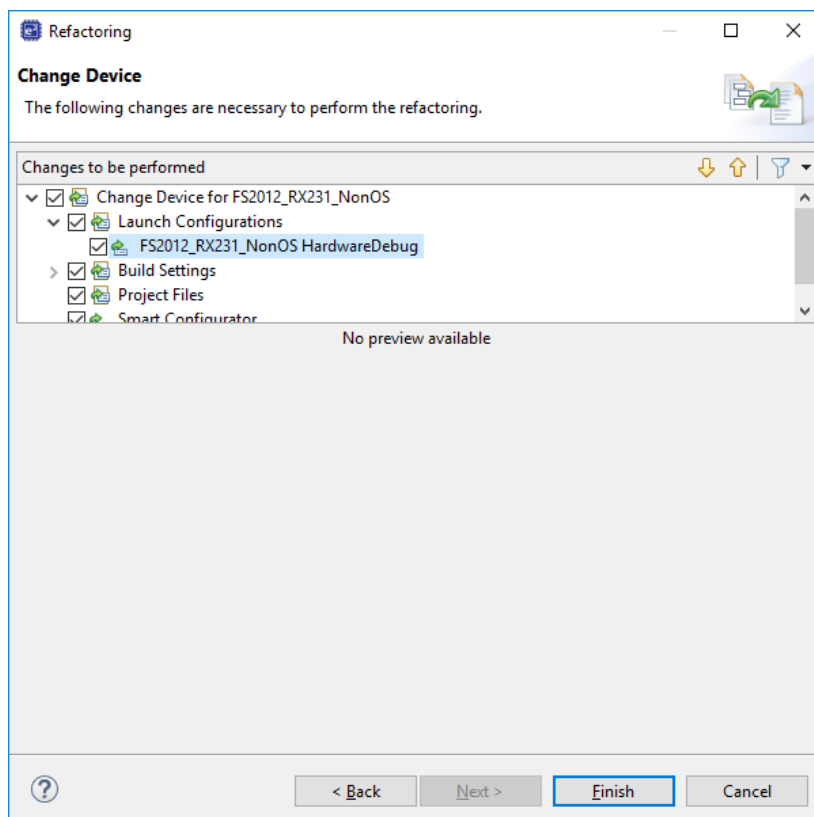 Refactoring
Change Device
The following changes are necessary to perform the refactoring.
Changes to be performed
Change Device for FS2012_RX231_NonOS
Launch Configurations
FS2012_RX231_NonOS HardwareDebug
Build Settings
Project Files
Smart Configurator
No preview available
< Back
Next >
Finish
Cancel